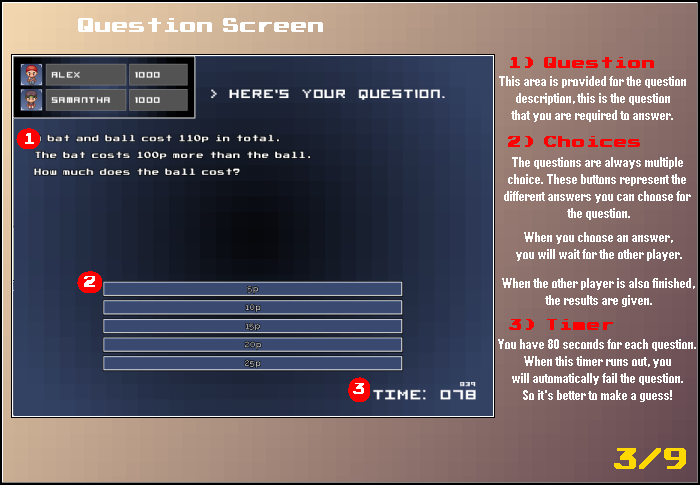 Question Screen
ALEX 1000
SAMANTHA 1000
> HERE'S YOUR QUESTION.
1
bat and ball cost 110p in total.
The bat costs 100p more than the ball.
How much does the ball cost?
2
5p
10p
15p
20p
25p
3
039
TIME: 078
1) Question
This area is provided for the question
description, this is the question
that you are required to answer.
2) Choices
The questions are always multiple
choice. These buttons represent the
different answers you can choose for
the question.
When you choose an answer,
you will wait for the other player.
When the other player is also finished,
the results are given.
3) Timer
You have 80 seconds for each question.
When this timer runs out, you
will automatically fail the question.
So it's better to make a guess!
3/9